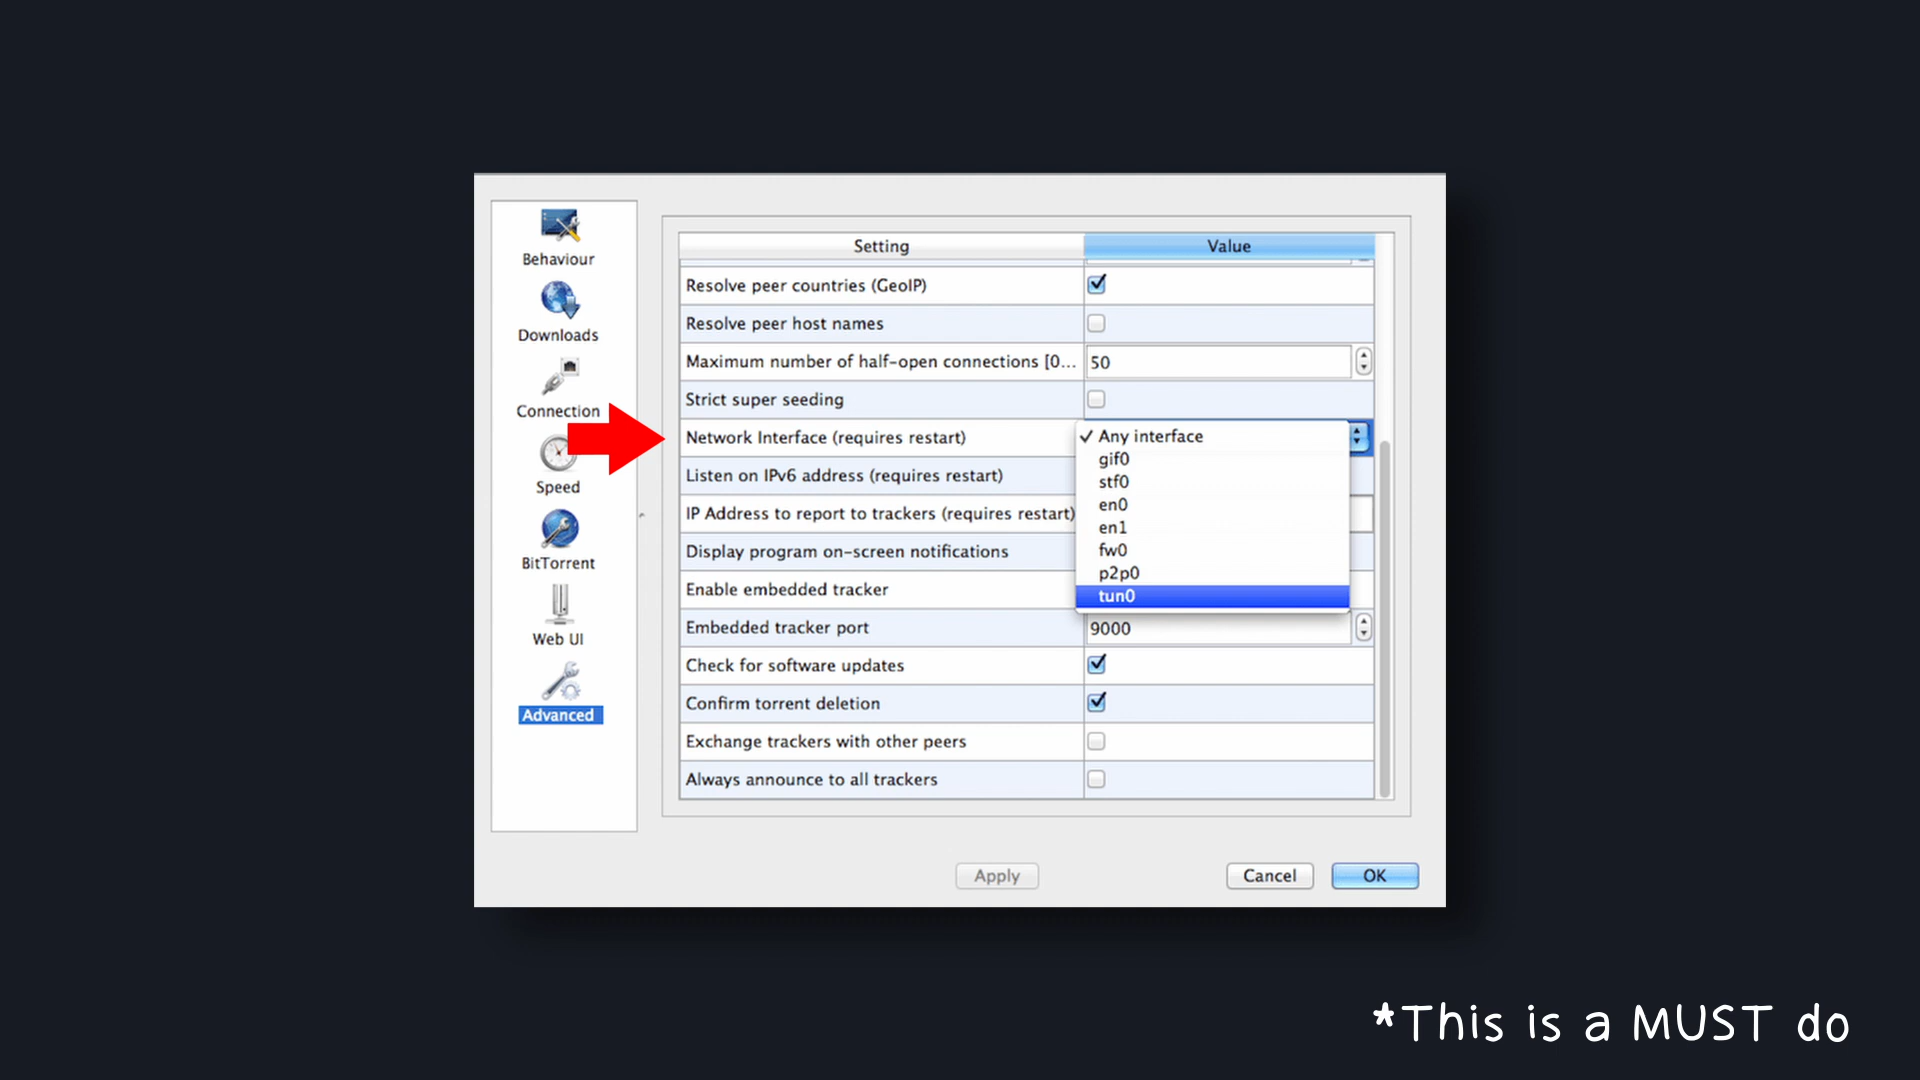 Behaviour
Downloads
Connection
Speed
BitTorrent
Web UI
Advanced
Setting Value
Resolve peer countries (GeoIP)
Resolve peer host names
Maximum number of half-open connections [0... 50
Strict super seeding
Network Interface (requires restart)
Listen on IPv6 address (requires restart)
IP Address to report to trackers (requires restart)
Display program on-screen notifications
Enable embedded tracker
Any interface
gif0
stf0
en0
en1
fw0
p2p0
tun0
Embedded tracker port 9000
Check for software updates
Confirm torrent deletion
Exchange trackers with other peers
Always announce to all trackers
Apply Cancel OK
*This is a MUST do